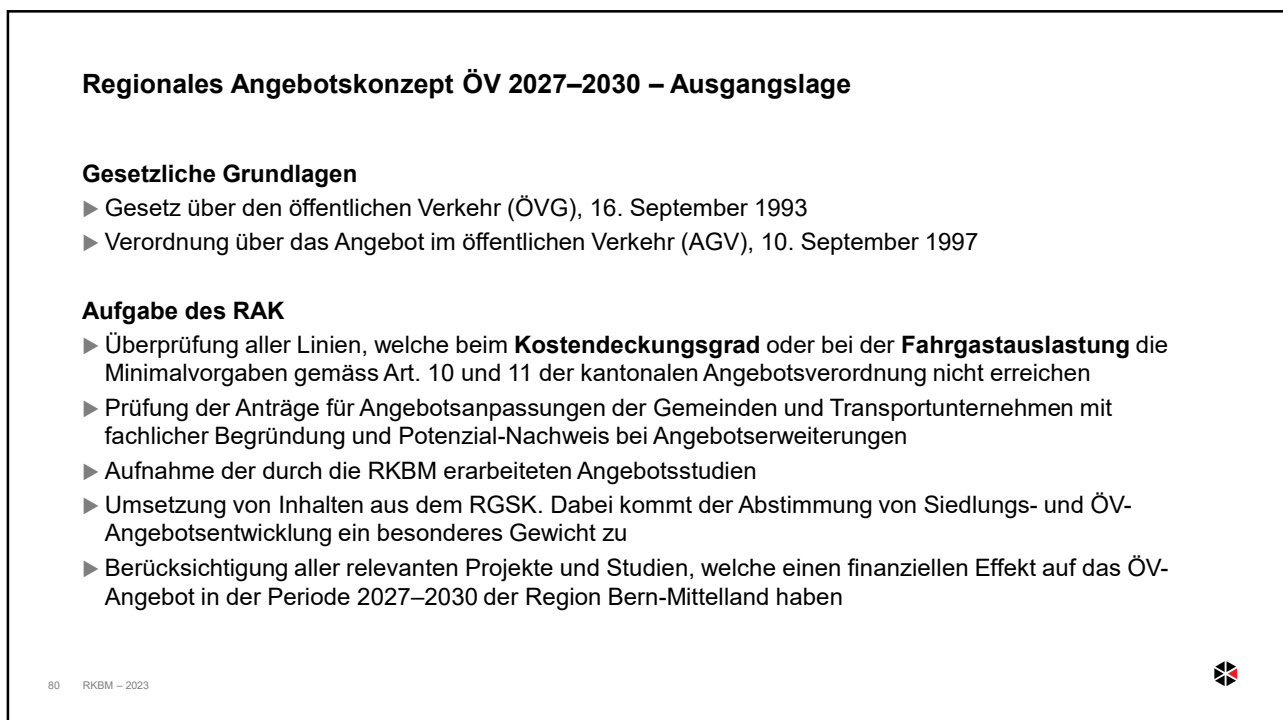 Regionales Angebotskonzept ÖV 2027–2030 – Ausgangslage
Gesetzliche Grundlagen
▶ Gesetz über den öffentlichen Verkehr (ÖVG), 16. September 1993
▶ Verordnung über das Angebot im öffentlichen Verkehr (AGV), 10. September 1997
Aufgabe des RAK
▶ Überprüfung aller Linien, welche beim Kostendeckungsgrad oder bei der Fahrgastauslastung die
Minimalvorgaben gemäss Art. 10 und 11 der kantonalen Angebotsverordnung nicht erreichen
▶ Prüfung der Anträge für Angebotsanpassungen der Gemeinden und Transportunternehmen mit
fachlicher Begründung und Potenzial-Nachweis bei Angebotserweiterungen
▶ Aufnahme der durch die RKBM erarbeiteten Angebotsstudien
▶ Umsetzung von Inhalten aus dem RGSK. Dabei kommt der Abstimmung von Siedlungs- und ÖV-
Angebotsentwicklung ein besonderes Gewicht zu
▶ Berücksichtigung aller relevanten Projekte und Studien, welche einen finanziellen Effekt auf das ÖV-
Angebot in der Periode 2027–2030 der Region Bern-Mittelland haben
80 RKBM – 2023